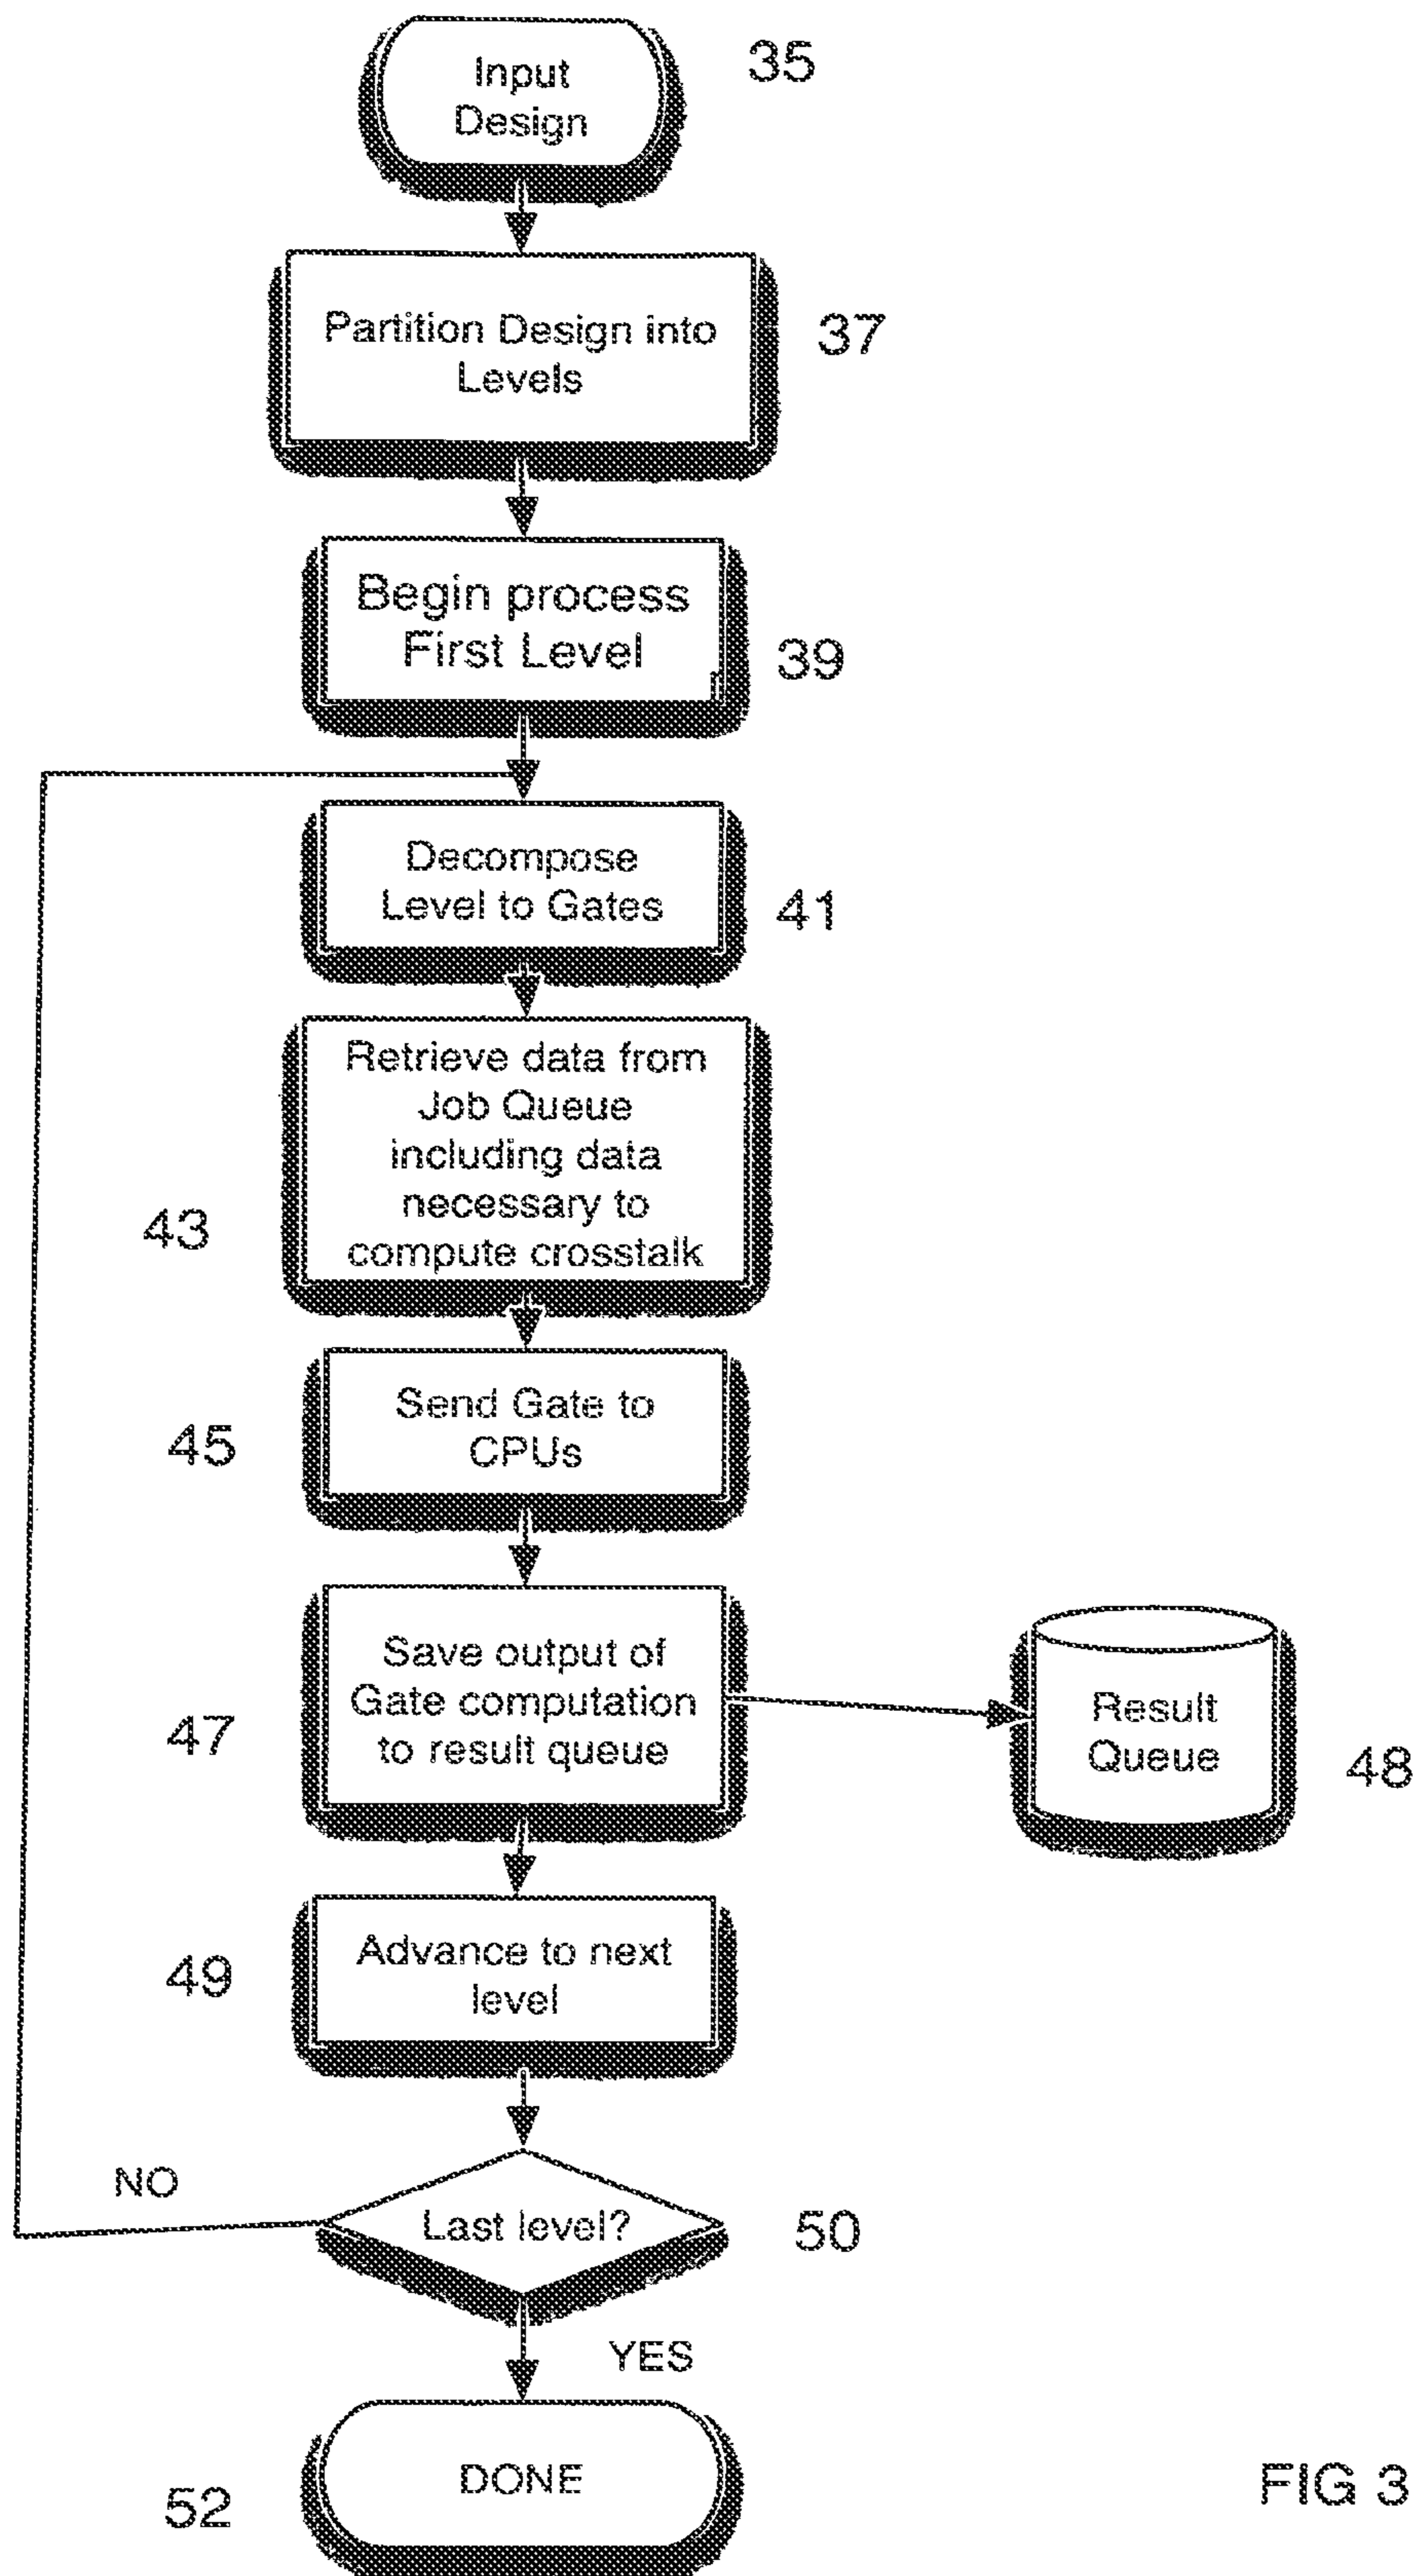 Input
Design
35
Partition Design into
Levels
37
Begin process
First Level
39
Decompose
Level to Gates
41
Retrieve data from
Job Queue
including data
necessary to
compute crosstalk
43
Send Gate to
CPUs
45
Save output of
Gate computation
to result queue
47
Result
Queue
48
Advance to next
level
49
NO
Last level?
50
YES
DONE
52
FIG 3